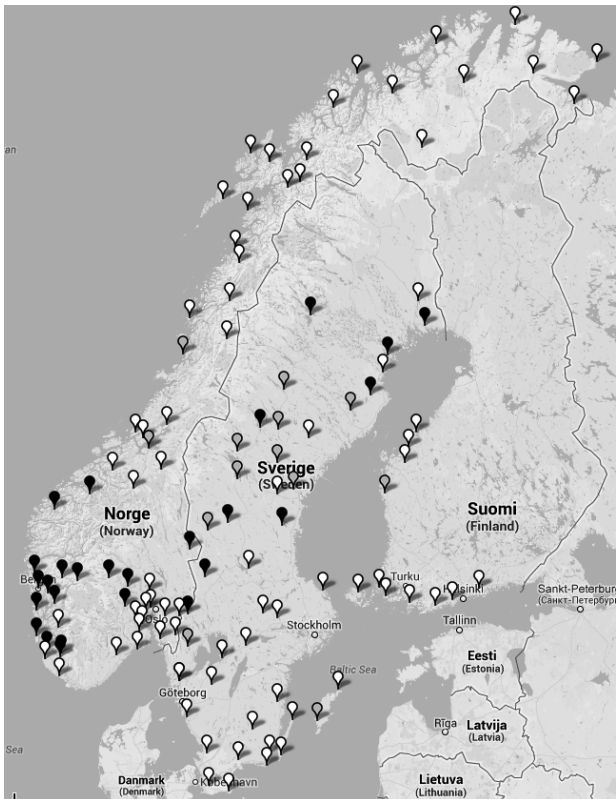 an
Norge
(Norway)
Sverige
(Sweden)
Suomi
(Finland)
Turku
Helsinki
Sankt-Peterburg
(Санкт-Петербург
Oslo
Stockholm
Tallinn
Eesti
(Estonia)
Baltic Sea
Göteborg
Rīga
Latvija
(Latvia)
Sea
Danmark
(Denmark)
København
Lietuva
(Lithuania)